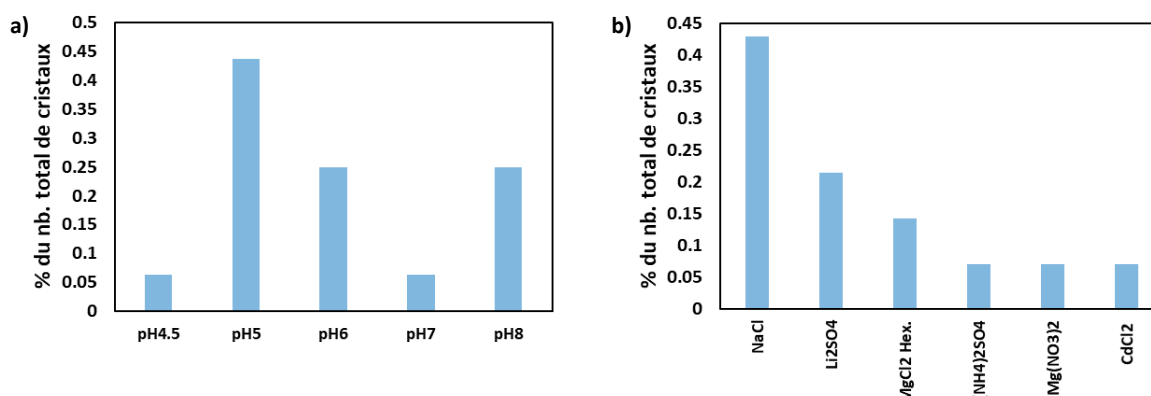 a)
% du nb. total de cristaux
0.5
0.45
0.4
0.35
0.3
0.25
0.2
0.15
0.1
0.05
0
pH4.5 pH5 pH6 pH7 pH8
b)
% du nb. total de cristaux
0.45
0.4
0.35
0.3
0.25
0.2
0.15
0.1
0.05
0
NaCl
Li2SO4
MgCl2 Hex.
NH4)2SO4
Mg(NO3)2
CdCl2